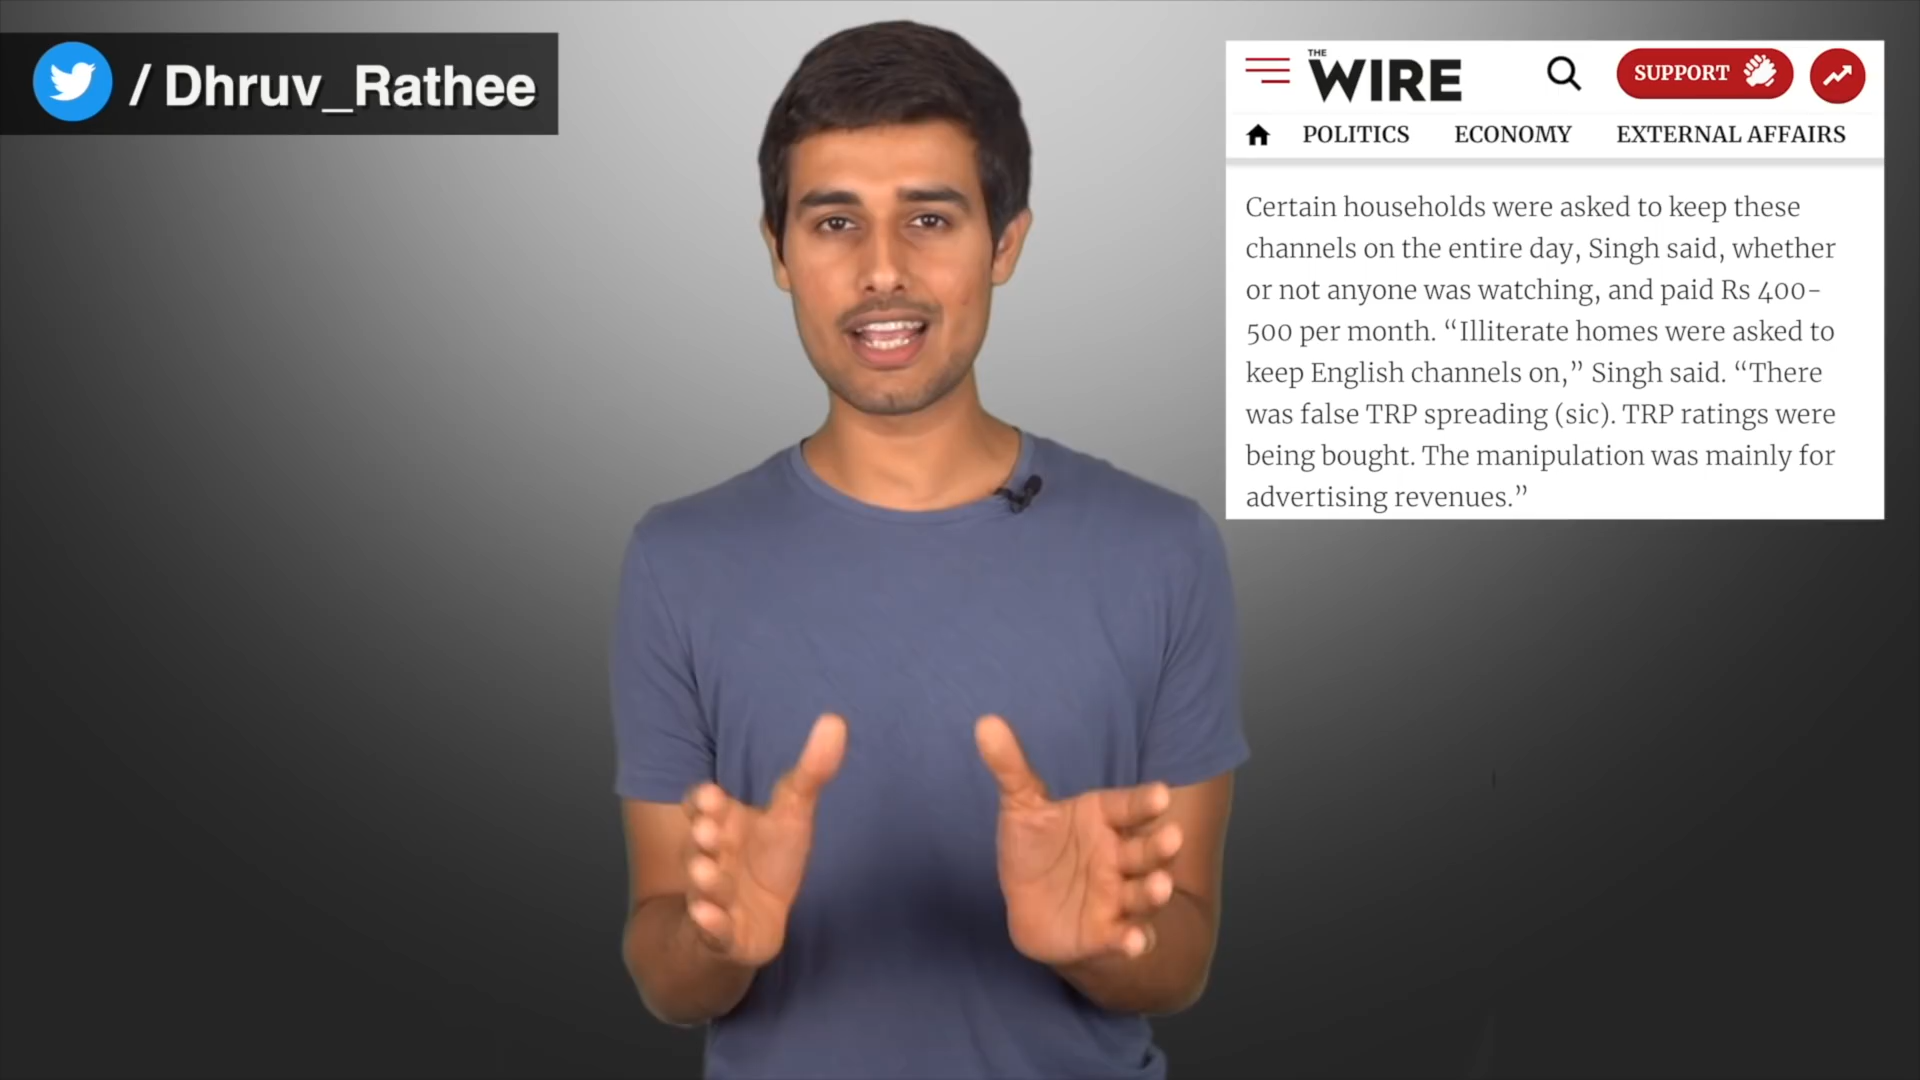 / Dhruv_Rathee
THE
WIRE
SUPPORT
POLITICS ECONOMY EXTERNAL AFFAIRS
Certain households were asked to keep these
channels on the entire day, Singh said, whether
or not anyone was watching, and paid Rs 400-
500 per month. “Illiterate homes were asked to
keep English channels on,” Singh said. “There
was false TRP spreading (sic). TRP ratings were
being bought. The manipulation was mainly for
advertising revenues.”